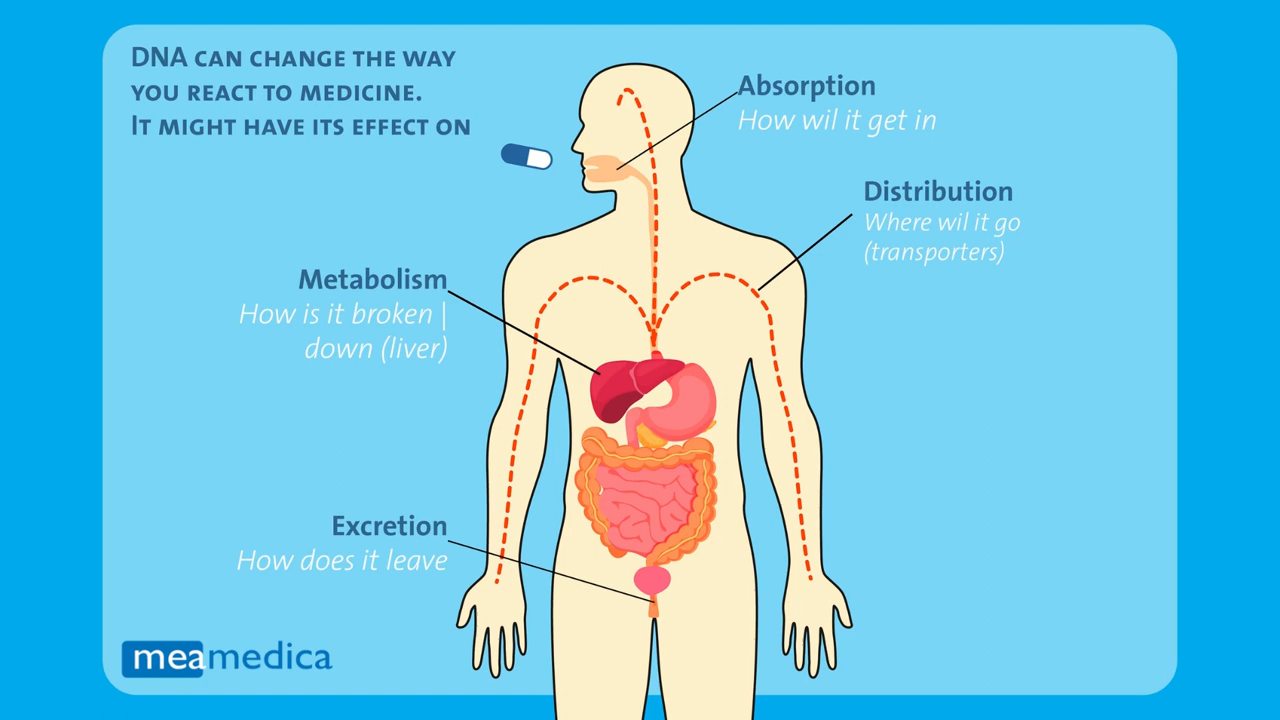 DNA can change the way
you react to medicine.
It might have its effect on
Absorption
How wil it get in
Distribution
Where wil it go
(transporters)
Metabolism
How is it broken |
down (liver)
Excretion
How does it leave
meamedica